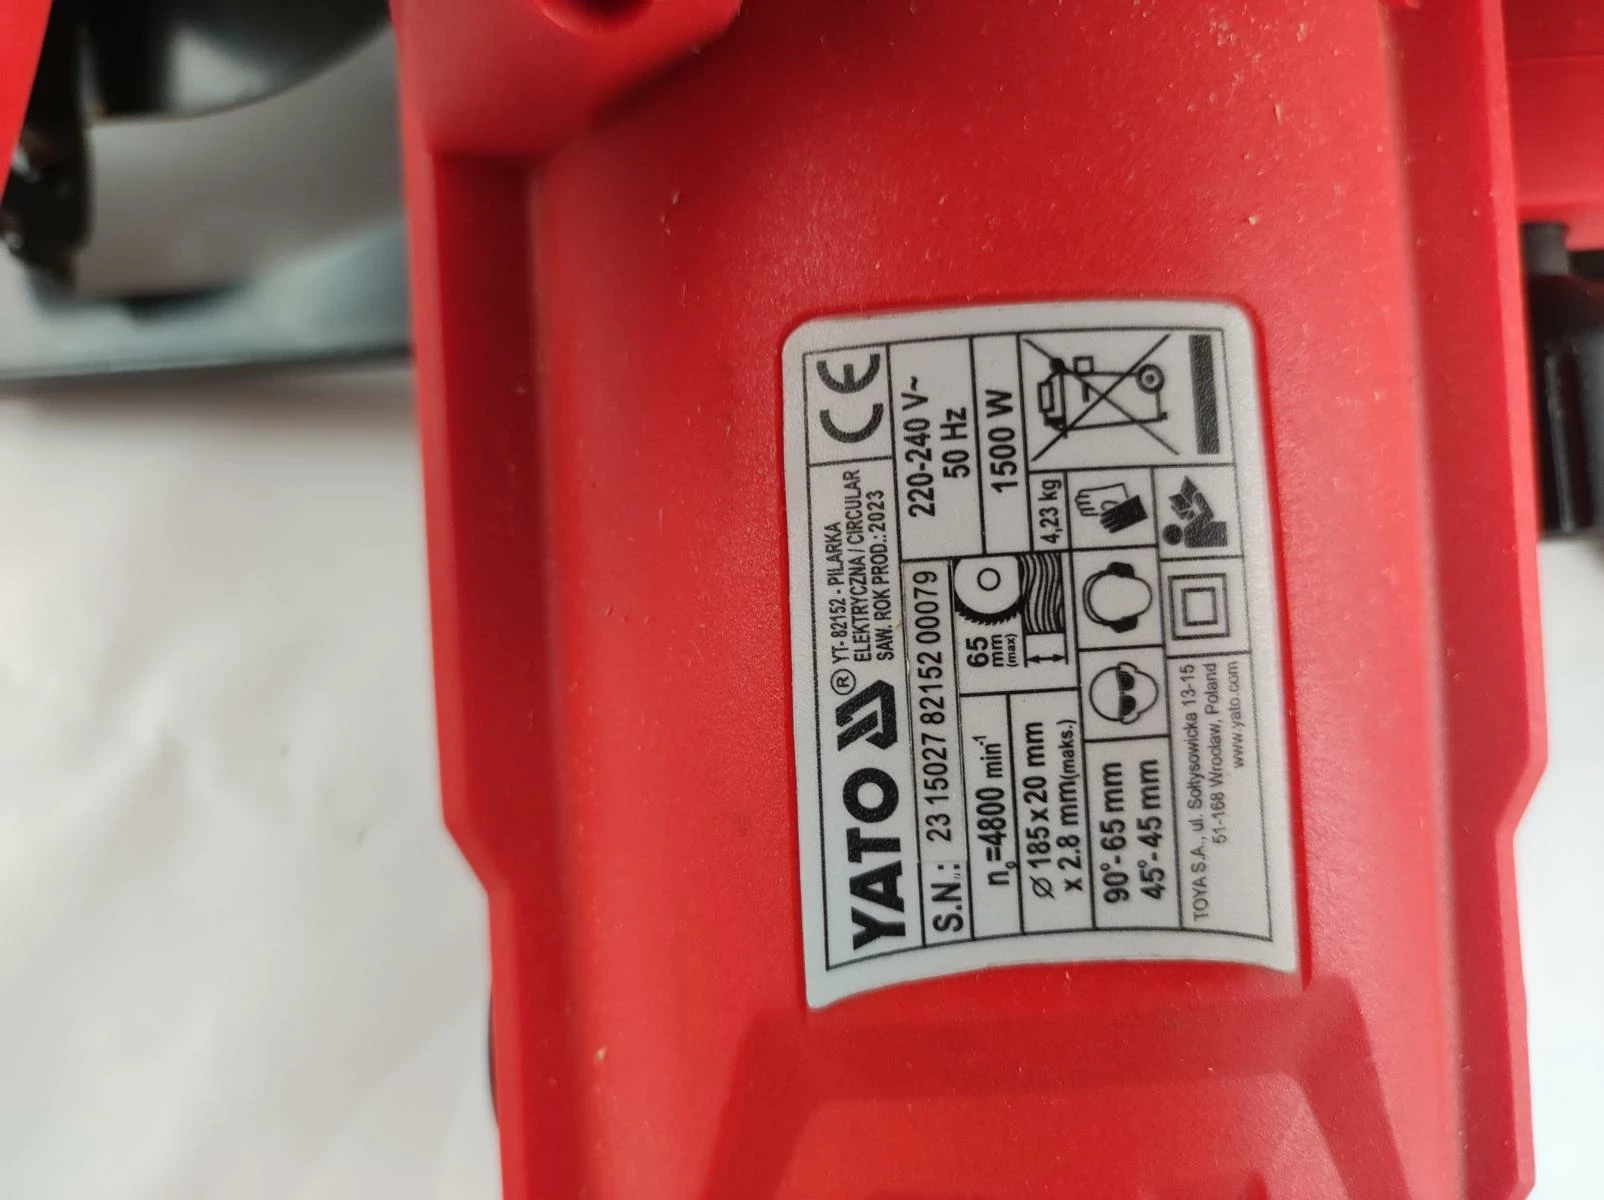 YATO ® YT- 82152 - PILARKA
ELEKTRYCZNA / CIRCULAR
SAW. ROK PROD.: 2023
CE
S.N.: 23 15027 82152 00079
220-240 V~
50 Hz
n₀=4800 min⁻¹
65
mm
(max)
1500 W
Ø 185 x 20 mm
x 2.8 mm(maks.)
4,23 kg
90°-65 mm
45°-45 mm
TOYA S.A., ul. Sołtysowicka 13-15
51-168 Wrocław, Poland
www.yato.com